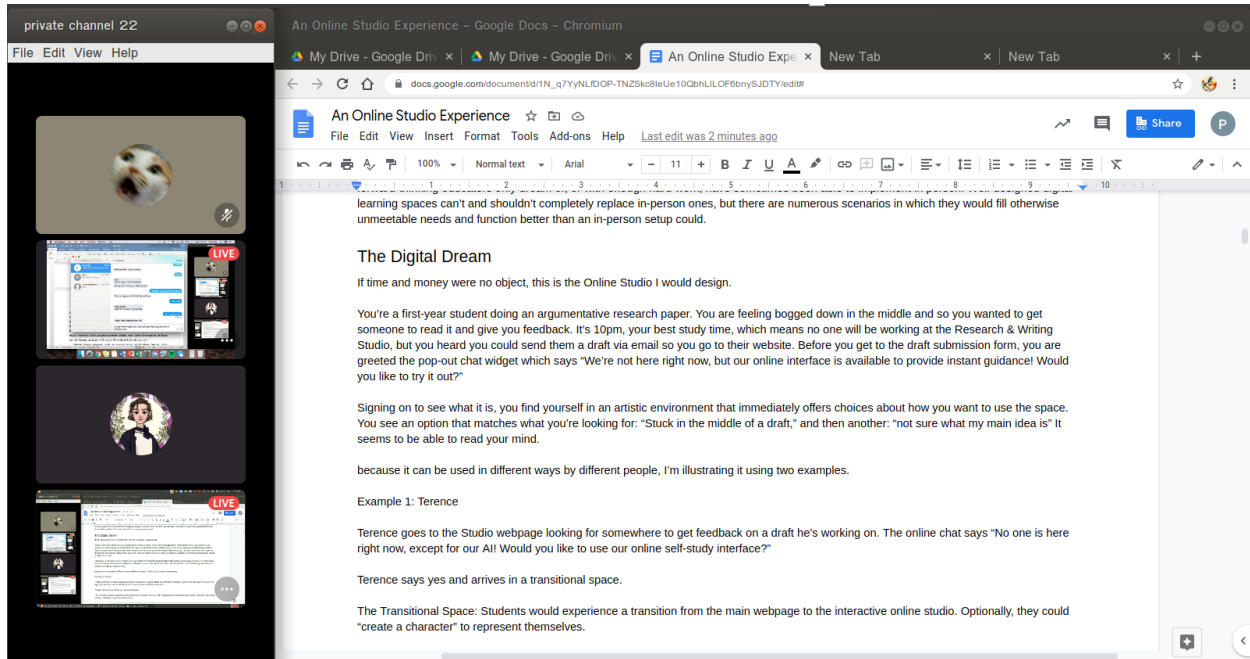 private channel 22
File Edit View Help
LIVE
LIVE
An Online Studio Experience – Google Docs – Chromium
My Drive - Google Driv
My Drive - Google Driv
An Online Studio Expe
New Tab
New Tab
docs.google.com/document/d/
An Online Studio Experience
File Edit View Insert Format Tools Add-ons Help Last edit was 2 minutes ago
Share
P
100% Normal text Arial 11 B I U A
1 1 2 3 4 5 6 7 8 9 10
learning spaces can't and shouldn't completely replace in-person ones, but there are numerous scenarios in which they would fill otherwise
unmeetable needs and function better than an in-person setup could.
The Digital Dream
If time and money were no object, this is the Online Studio I would design.
You're a first-year student doing an argumentative research paper. You are feeling bogged down in the middle and so you wanted to get
someone to read it and give you feedback. It's 10pm, your best study time, which means no one will be working at the Research & Writing
Studio, but you heard you could send them a draft via email so you go to their website. Before you get to the draft submission form, you are
greeted the pop-out chat widget which says “We're not here right now, but our online interface is available to provide instant guidance! Would
you like to try it out?”
Signing on to see what it is, you find yourself in an artistic environment that immediately offers choices about how you want to use the space.
You see an option that matches what you're looking for: “Stuck in the middle of a draft,” and then another: “not sure what my main idea is” It
seems to be able to read your mind.
because it can be used in different ways by different people, I'm illustrating it using two examples.
Example 1: Terence
Terence goes to the Studio webpage looking for somewhere to get feedback on a draft he's working on. The online chat says “No one is here
right now, except for our AI! Would you like to use our online self-study interface?”
Terence says yes and arrives in a transitional space.
The Transitional Space: Students would experience a transition from the main webpage to the interactive online studio. Optionally, they could
“create a character” to represent themselves.